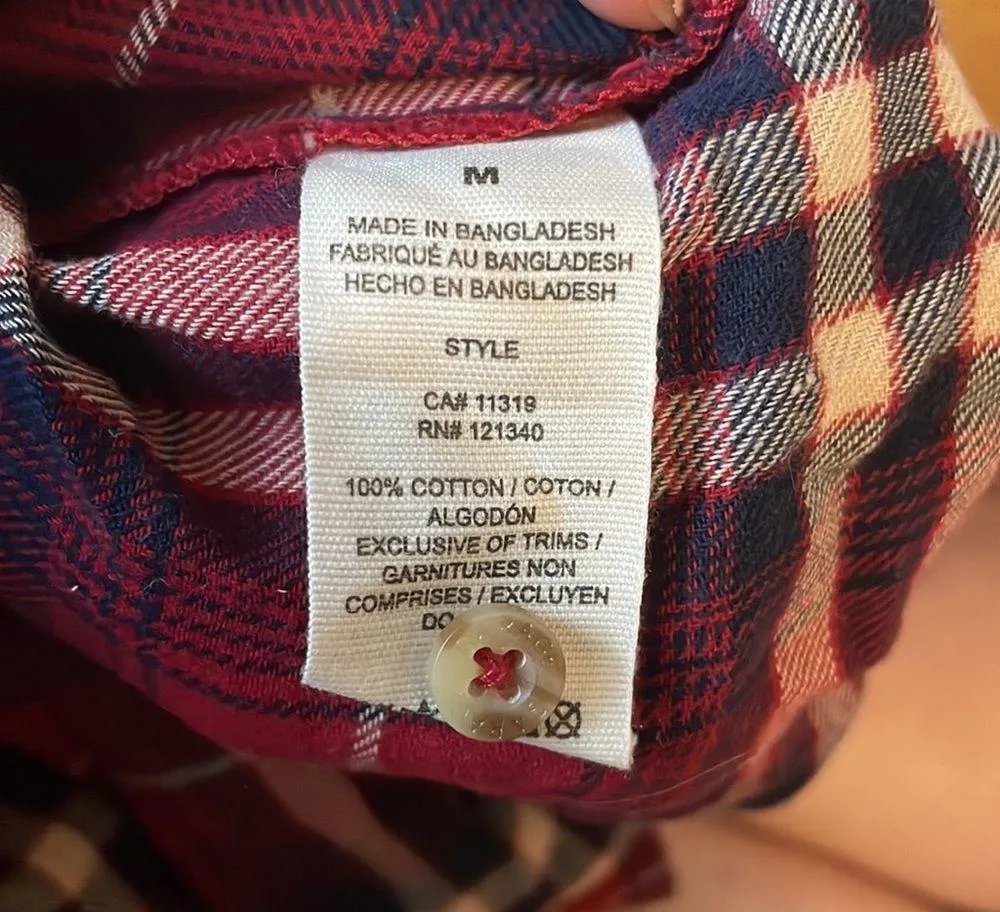 M
MADE IN BANGLADESH
FABRIQUÉ AU BANGLADESH
HECHO EN BANGLADESH
STYLE
CA# 11319
RN# 121340
100% COTTON / COTON /
ALGODÓN
EXCLUSIVE OF TRIMS /
GARNITURES NON
COMPRISES / EXCLUYEN